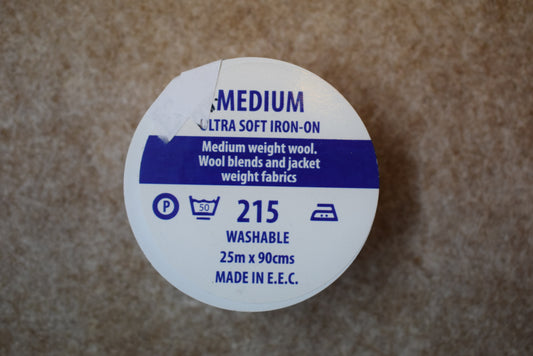 MEDIUM
ULTRA SOFT IRON-ON
Medium weight wool.
Wool blends and jacket
weight fabrics
P 50 215
WASHABLE
25m x 90cms
MADE IN E.E.C.